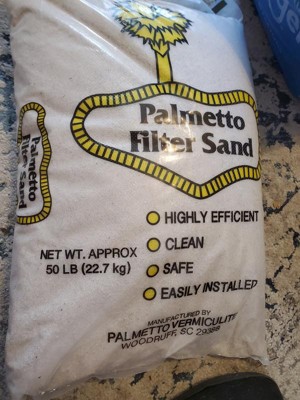 Palmetto
Filter Sand
Palmetto
Filter Sand
HIGHLY EFFICIENT
CLEAN
SAFE
EASILY INSTALLED
NET WT. APPROX
50 LB (22.7 kg)
MANUFACTURED BY
PALMETTO VERMICULITE
WOODRUFF, SC 29388